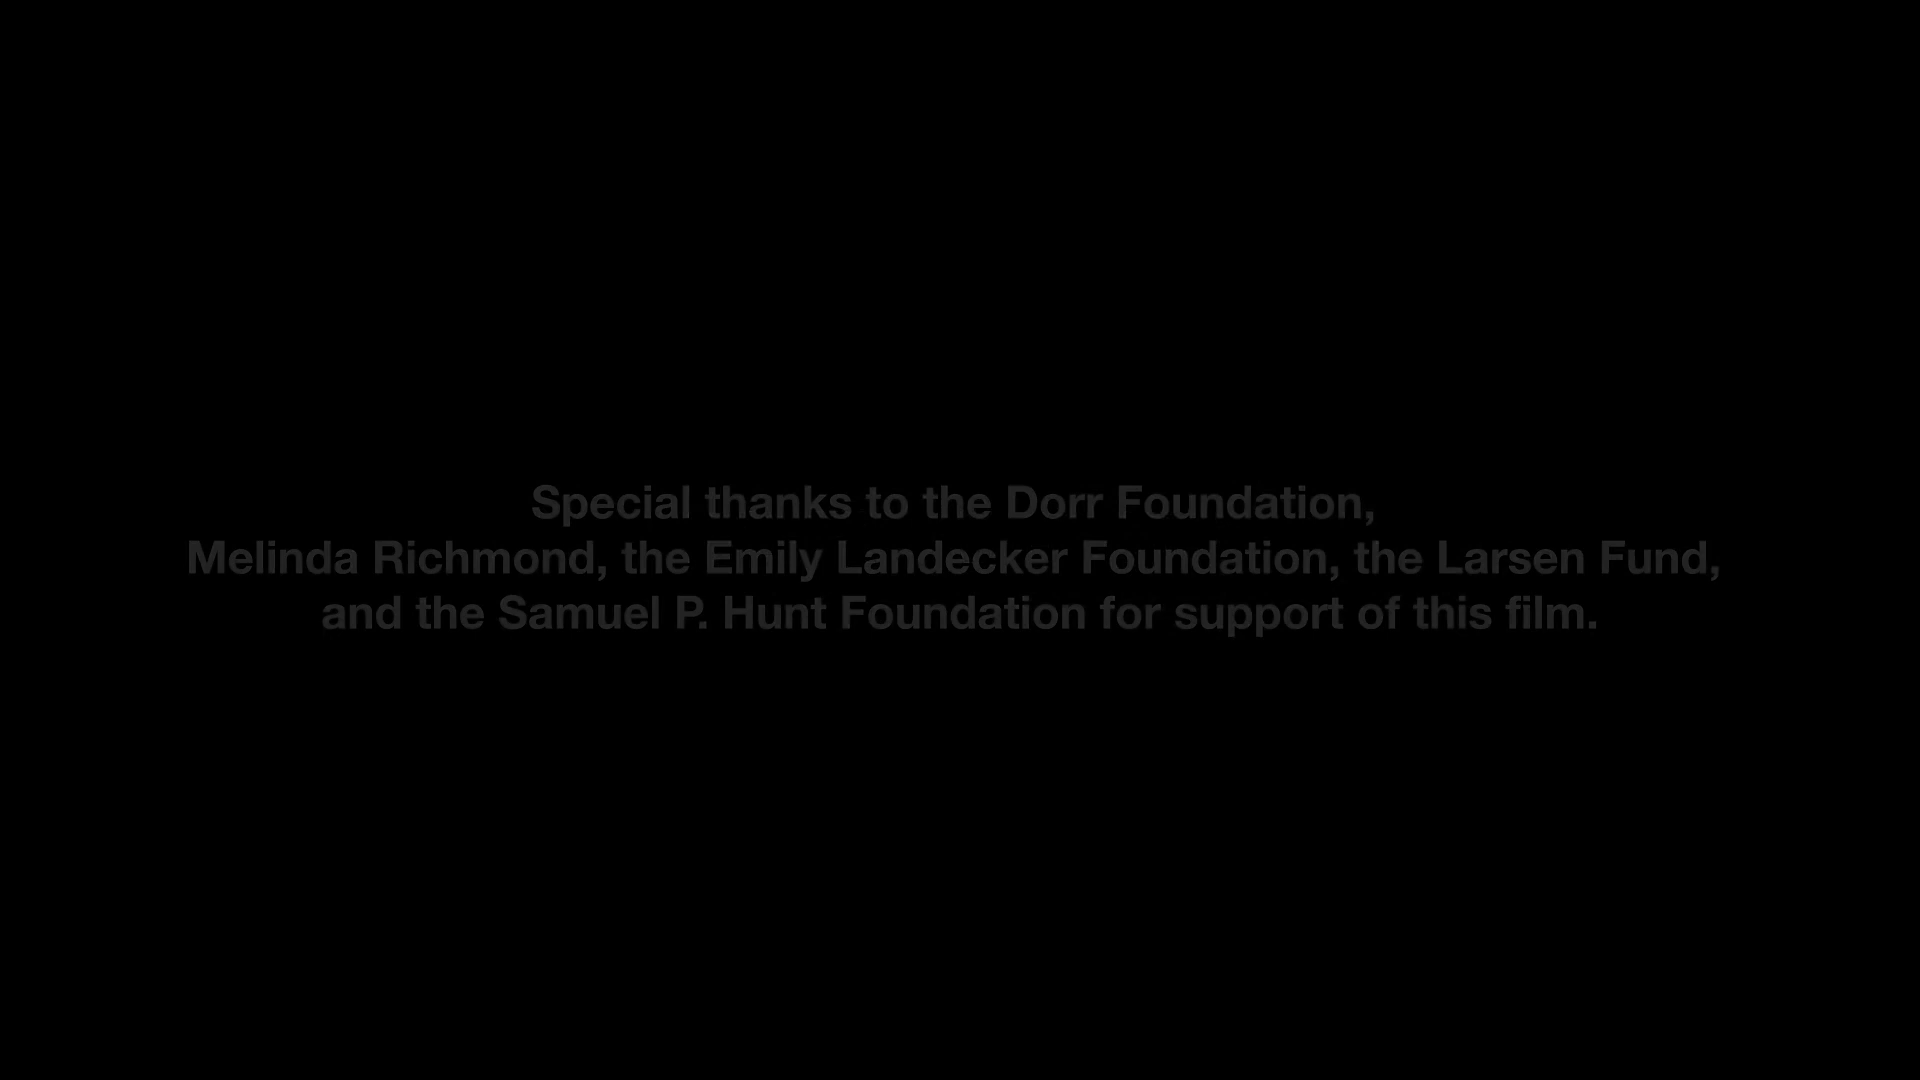 Special thanks to the Dorr Foundation,
Melinda Richmond, the Emily Landecker Foundation, the Larsen Fund,
and the Samuel P. Hunt Foundation for support of this film.